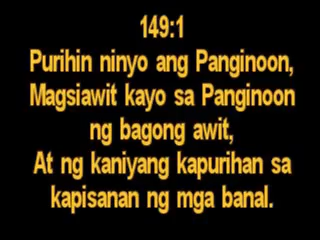 149:1
Purihin ninyo ang Panginoon,
Magsiawit kayo sa Panginoon
ng bagong awit,
At ng kaniyang kapurihan sa
kapisanan ng mga banal.